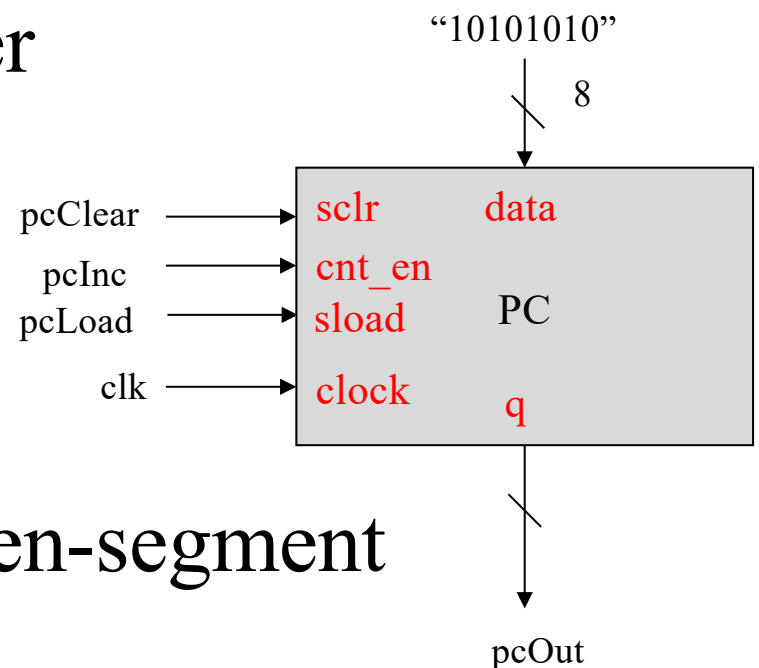 er
“10101010”
8
pcClear sclr data
pcInc cnt_en
pcLoad sload PC
clk clock q
en-segment
pcOut